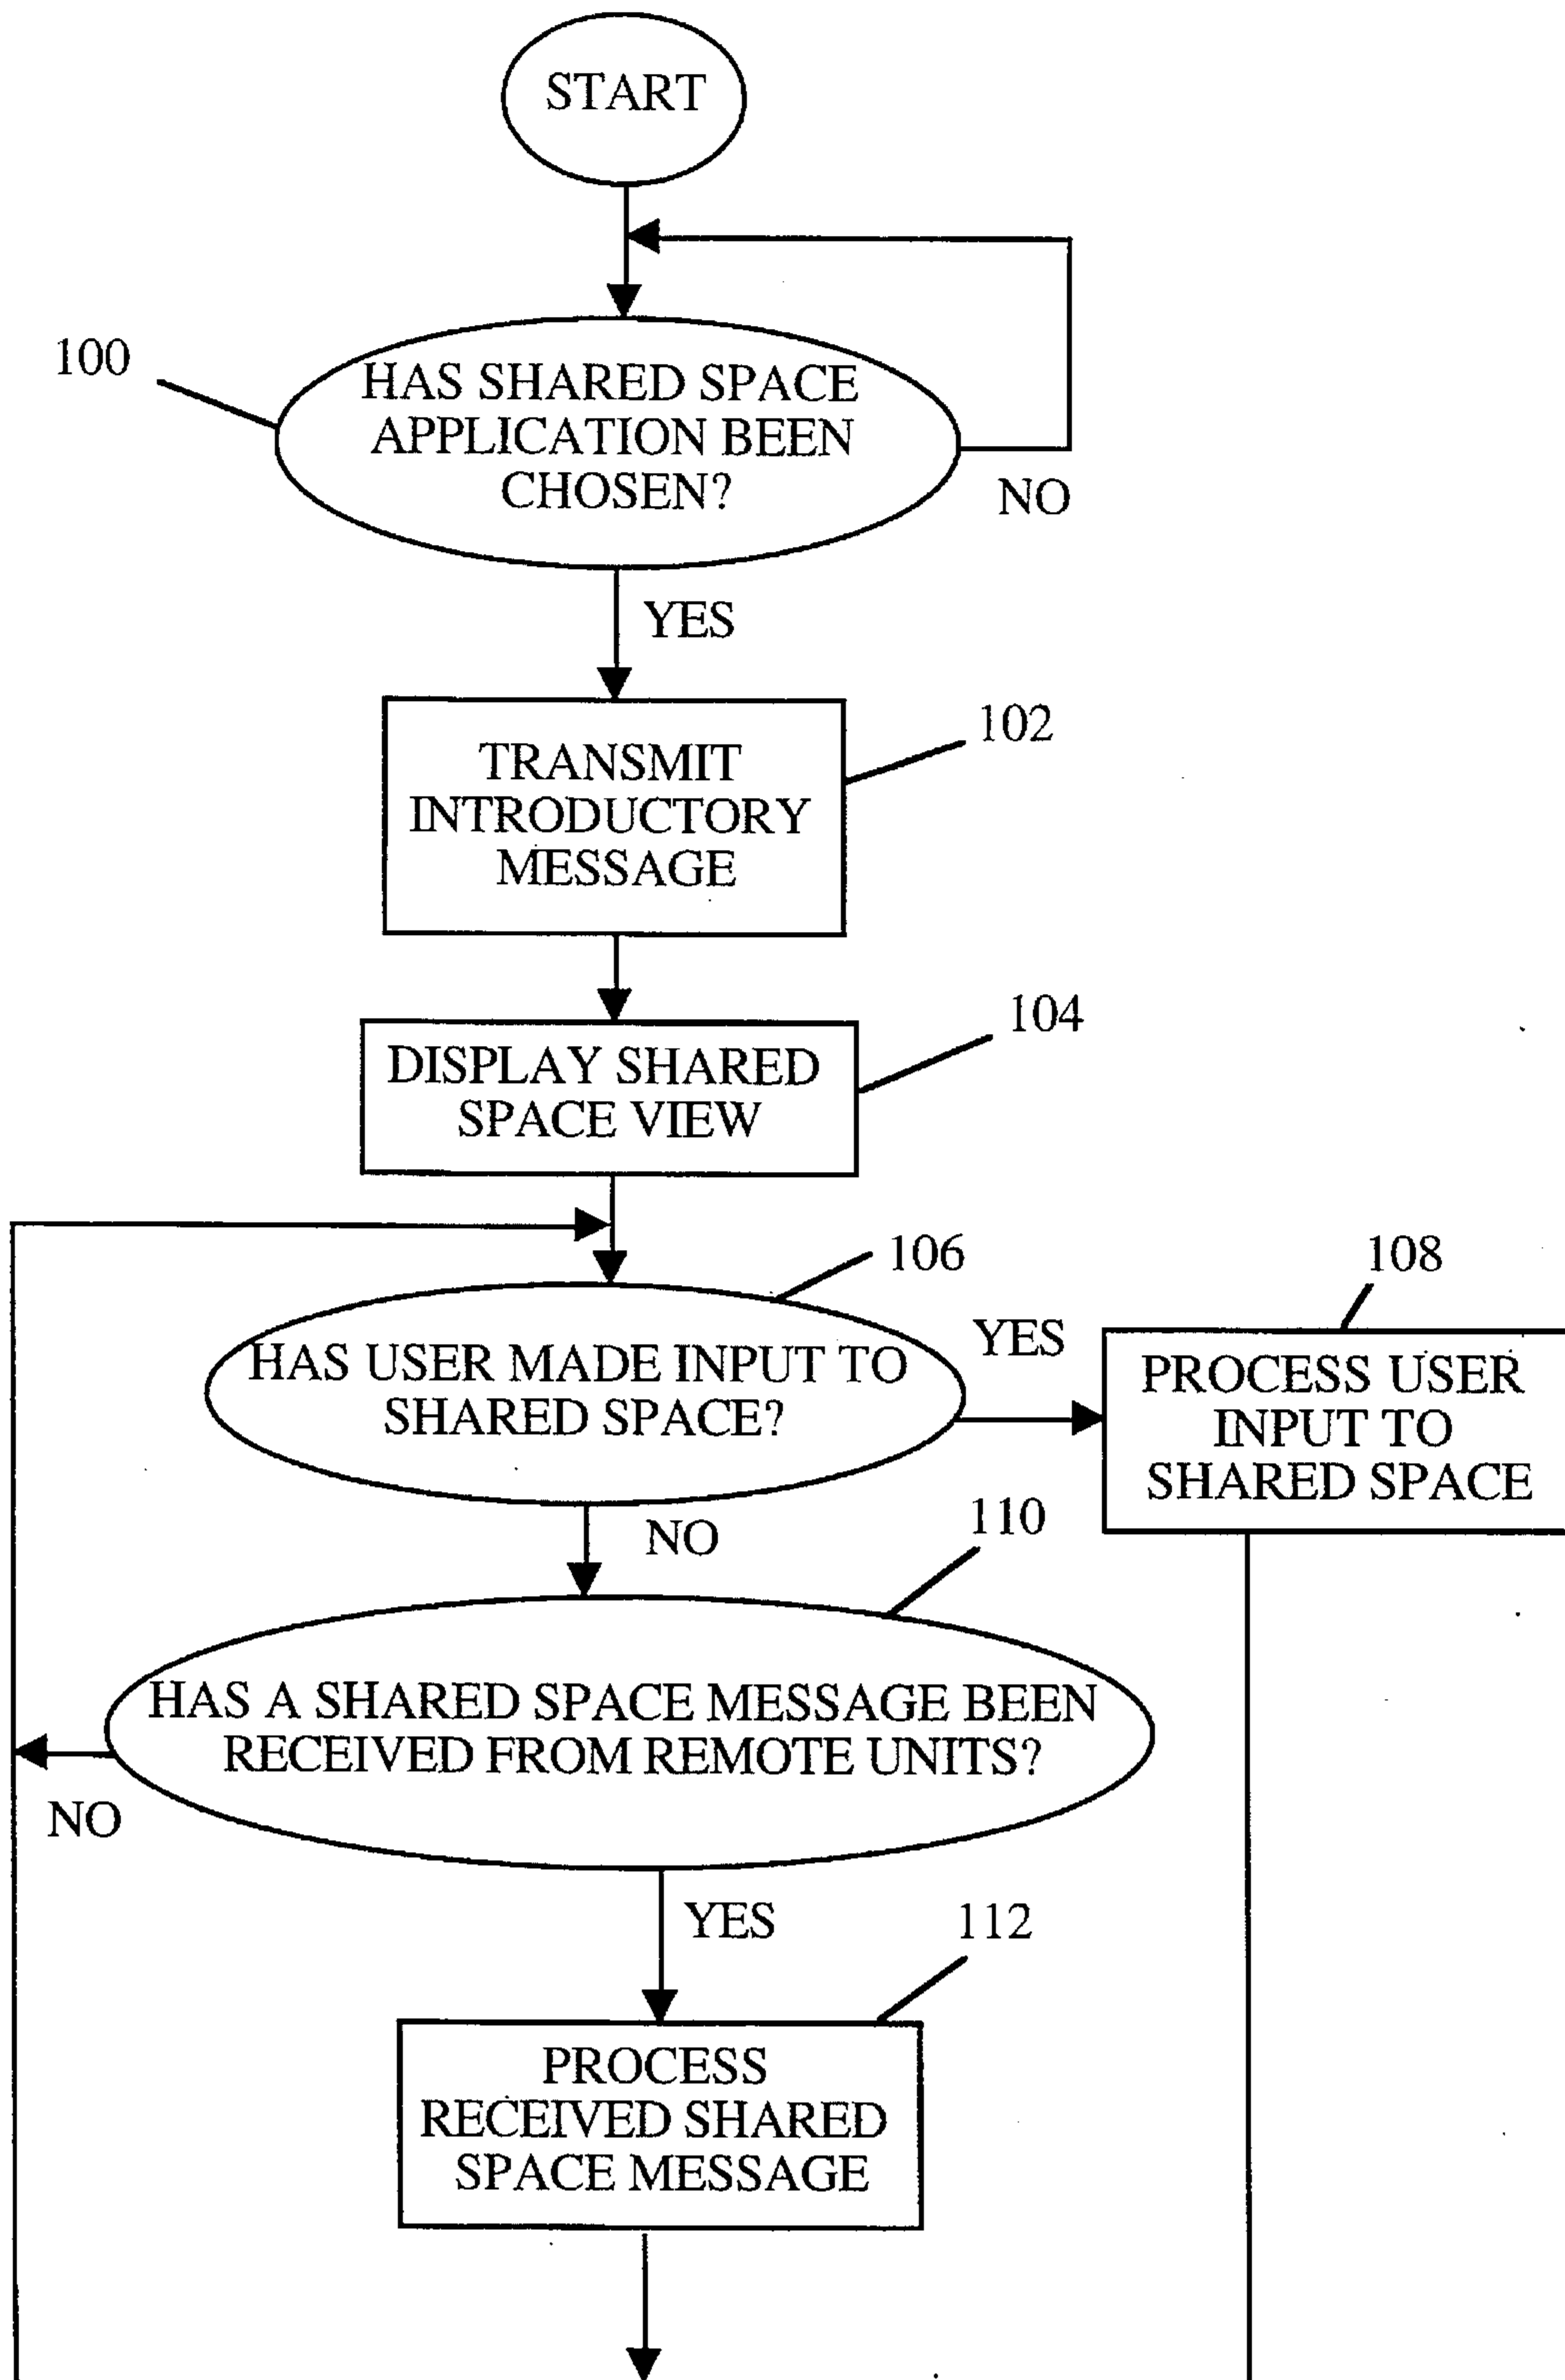 START
100
HAS SHARED SPACE
APPLICATION BEEN
CHOSEN?
NO
YES
102
TRANSMIT
INTRODUCTORY
MESSAGE
104
DISPLAY SHARED
SPACE VIEW
106
HAS USER MADE INPUT TO
SHARED SPACE?
YES
108
PROCESS USER
INPUT TO
SHARED SPACE
NO
110
HAS A SHARED SPACE MESSAGE BEEN
RECEIVED FROM REMOTE UNITS?
NO
YES
112
PROCESS
RECEIVED SHARED
SPACE MESSAGE